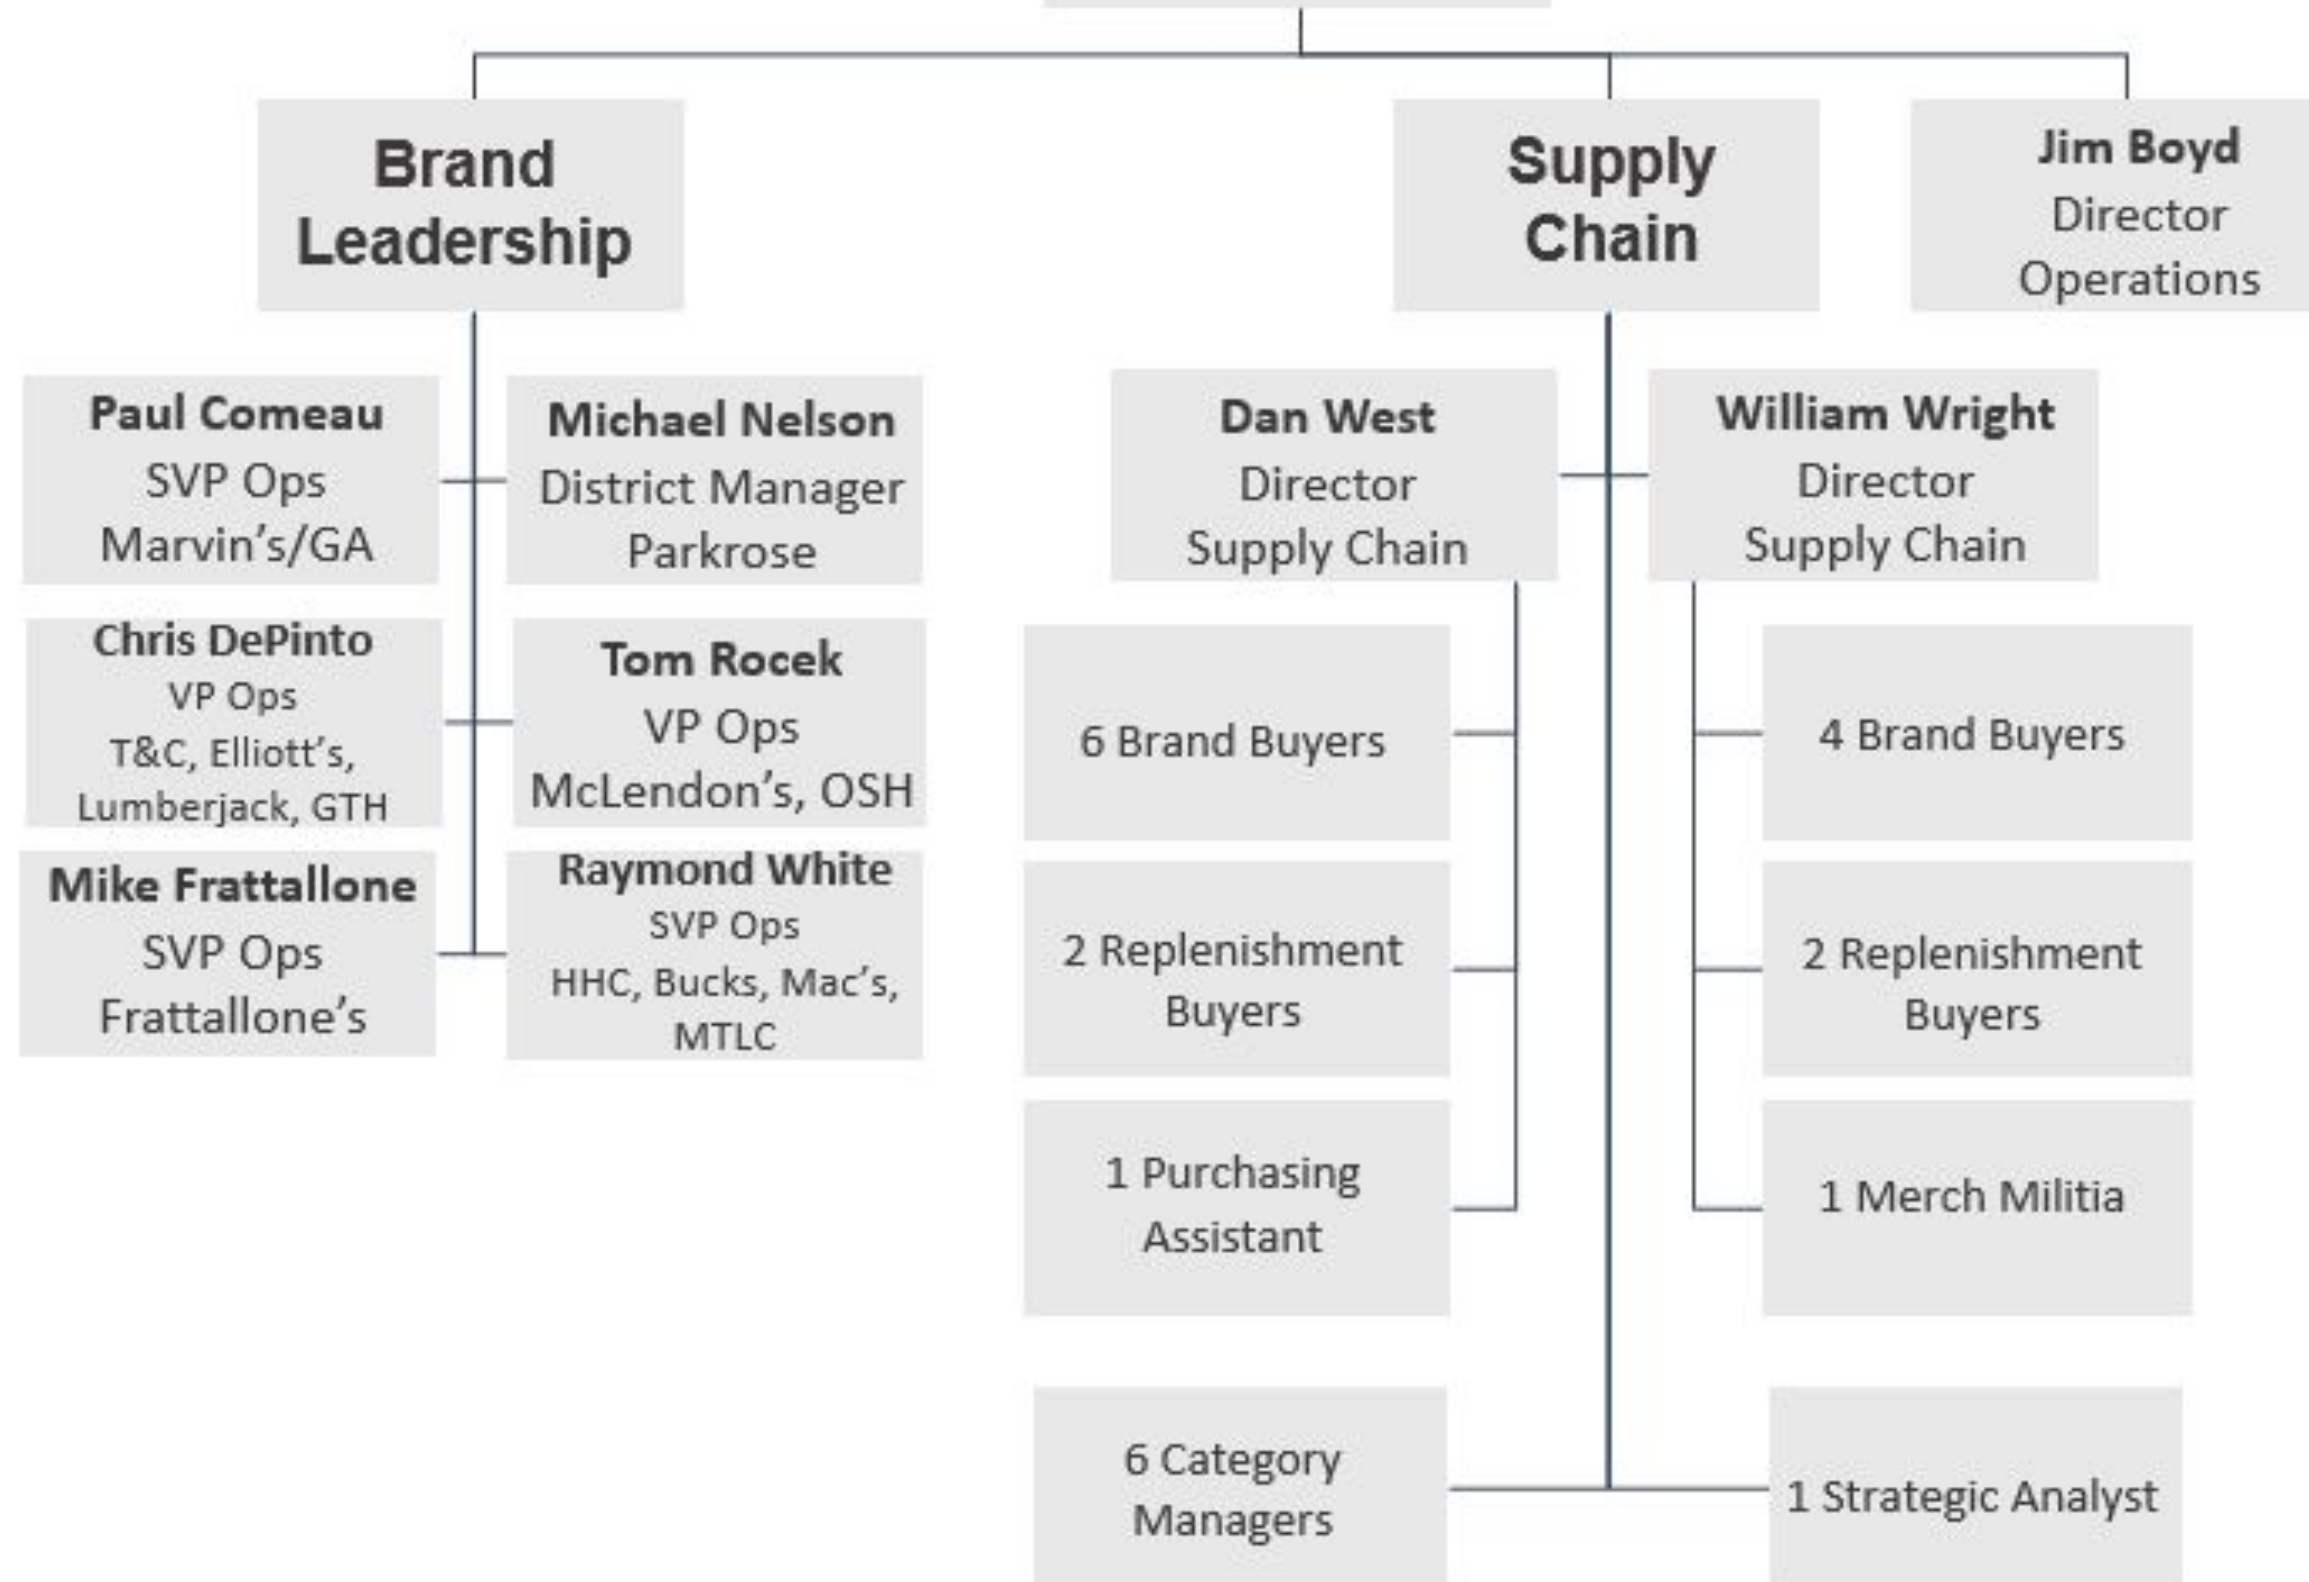 Brand
Leadership
Supply
Chain
Jim Boyd
Director
Operations
Paul Comeau
SVP Ops
Marvin’s/GA
Michael Nelson
District Manager
Parkrose
Chris DePinto
VP Ops
T&C, Elliott’s,
Lumberjack, GTH
Tom Rocek
VP Ops
McLendon’s, OSH
Mike Frattallone
SVP Ops
Frattallone’s
Raymond White
SVP Ops
HHC, Bucks, Mac’s,
MTLC
Dan West
Director
Supply Chain
William Wright
Director
Supply Chain
6 Brand Buyers
2 Replenishment
Buyers
1 Purchasing
Assistant
4 Brand Buyers
2 Replenishment
Buyers
1 Merch Militia
6 Category
Managers
1 Strategic Analyst